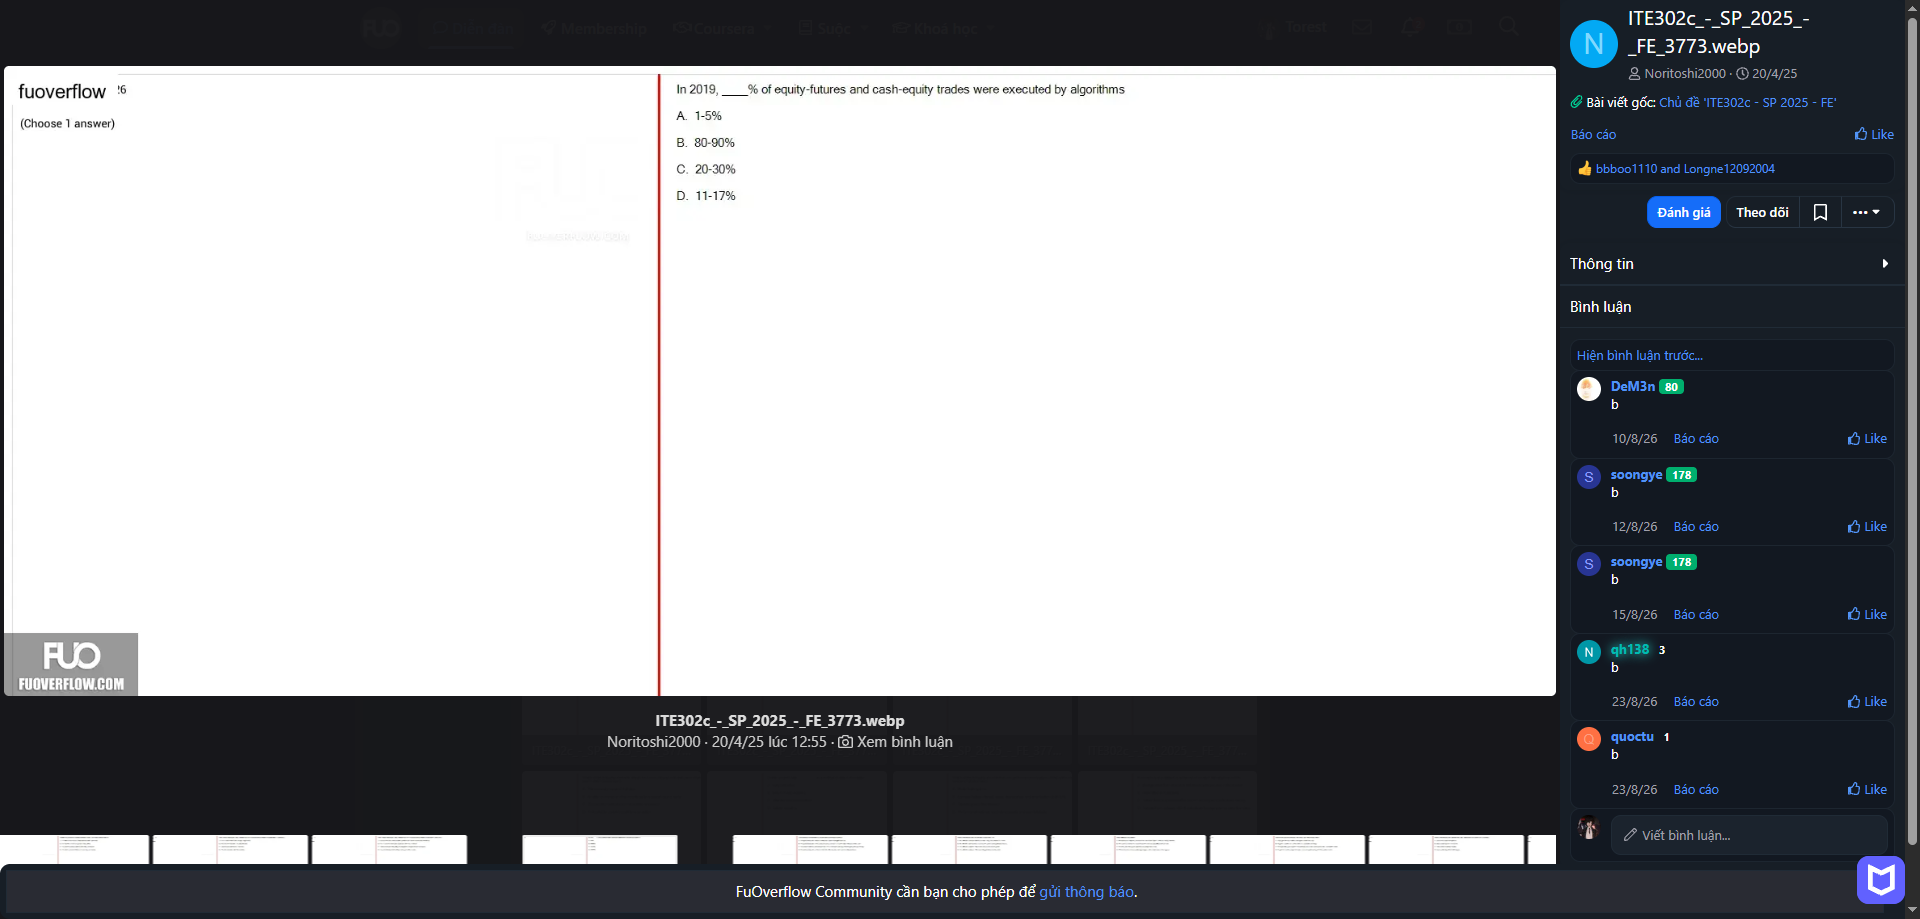 Membership
Coursera
Khoá học
Torest
fuoverflow 26
(Choose 1 answer)
In 2019, ____% of equity-futures and cash-equity trades were executed by algorithms
A. 1-5%
B. 80-90%
C. 20-30%
D. 11-17%
FUO
FUOVERFLOW.COM
ITE302c_-_SP_2025_-_FE_3773.webp
Noritoshi2000 · 20/4/25 lúc 12:55 · Xem bình luận
N
ITE302c_-_SP_2025_-
_FE_3773.webp
Noritoshi2000 · 20/4/25
Bài viết gốc: Chủ đề 'ITE302c - SP 2025 - FE'
Báo cáo Like
bbboo1110 and Longne12092004
Đánh giá Theo dõi
Thông tin
Bình luận
Hiện bình luận trước...
DeM3n 80
b
10/8/26 Báo cáo Like
S soongye 178
b
12/8/26 Báo cáo Like
S soongye 178
b
15/8/26 Báo cáo Like
N qh138 3
b
23/8/26 Báo cáo Like
Q quoctu 1
b
23/8/26 Báo cáo Like
Viết bình luận...
FuOverflow Community cần bạn cho phép để gửi thông báo.